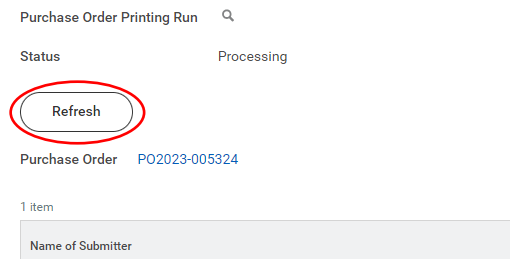 Purchase Order Printing Run
Status Processing
Refresh
Purchase Order PO2023-005324
1 item
Name of Submitter